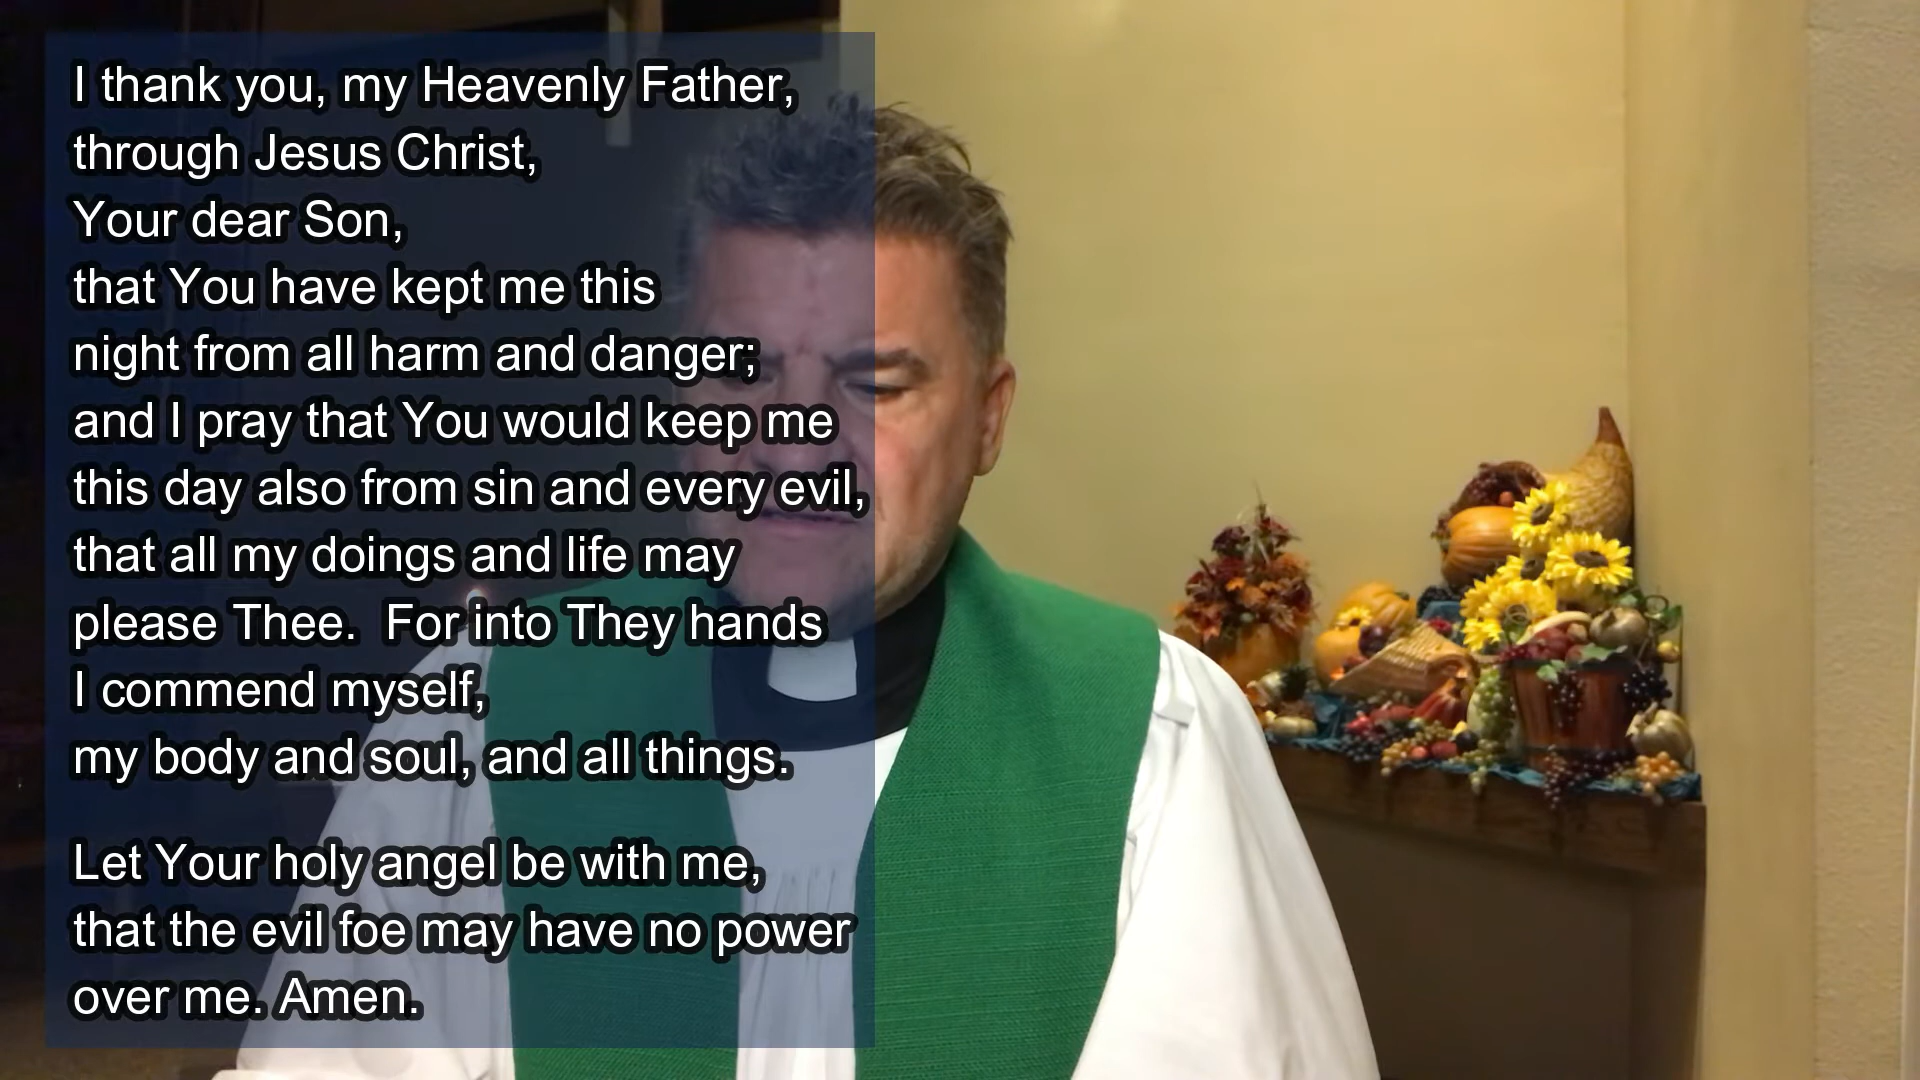 I thank you, my Heavenly Father,
through Jesus Christ,
Your dear Son,
that You have kept me this
night from all harm and danger;
and I pray that You would keep me
this day also from sin and every evil,
that all my doings and life may
please Thee.  For into They hands
I commend myself,
my body and soul, and all things.
Let Your holy angel be with me,
that the evil foe may have no power
over me. Amen.